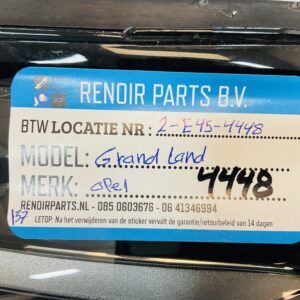 RENOIR PARTS B.V.
BTW LOCATIE NR : 2-E45-4448
MODEL: Grand Land
MERK: opel 4448
RENOIRPARTS.NL - 085 0603676 - 06 41346994
137 LETOP: Na het verwijderen van de sticker vervalt de garantie/retourbeleid van 14 dagen